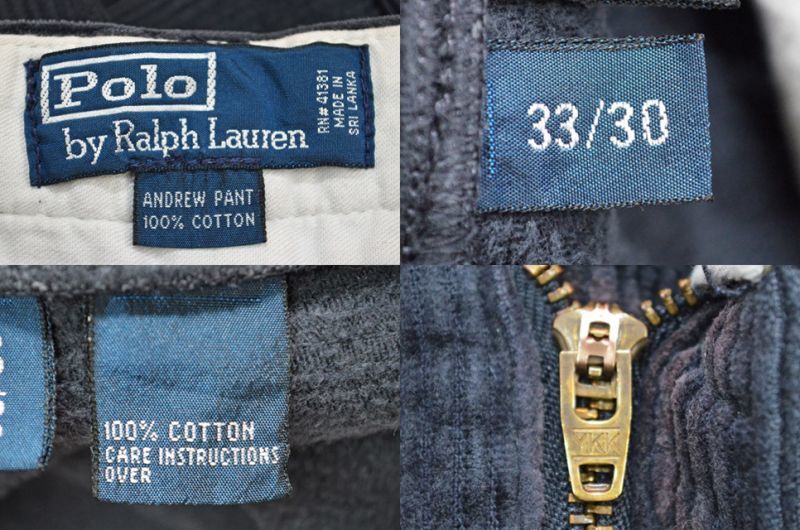 Polo
by Ralph Lauren
RN# 41381
MADE IN
SRI LANKA
ANDREW PANT
100% COTTON
33/30
100% COTTON
CARE INSTRUCTIONS
OVER
YKK